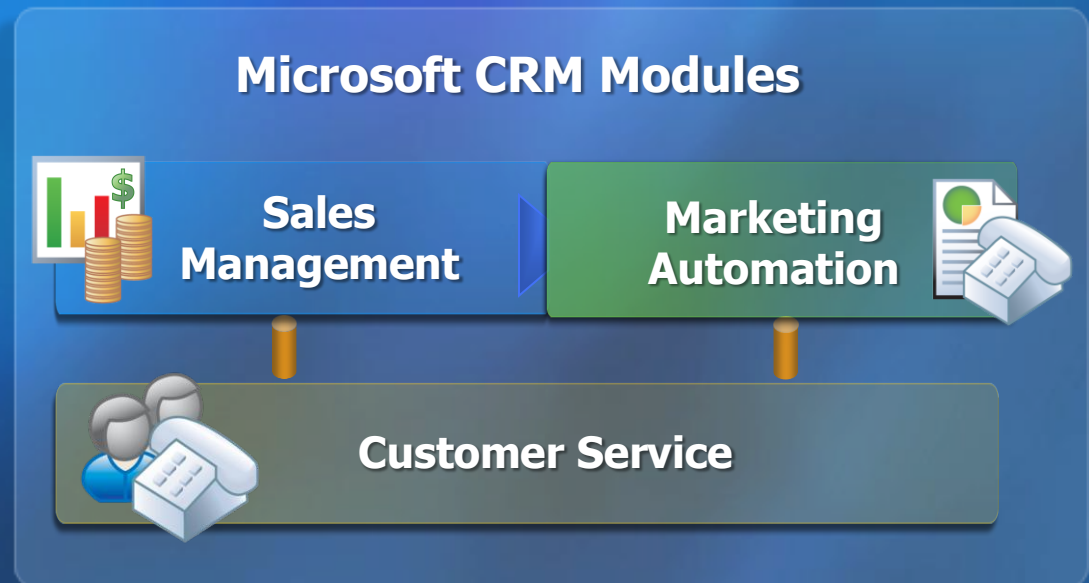 Microsoft CRM Modules
Sales
Management
Marketing
Automation
$
Customer Service